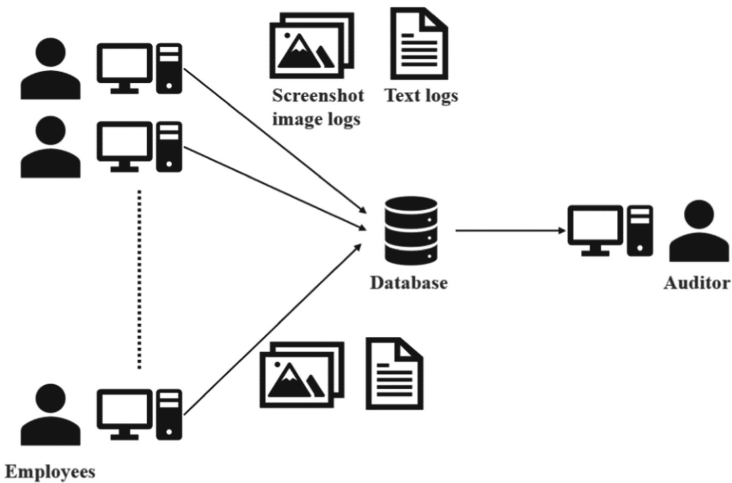 Screenshot
image logs
Text logs
Database
Auditor
Employees